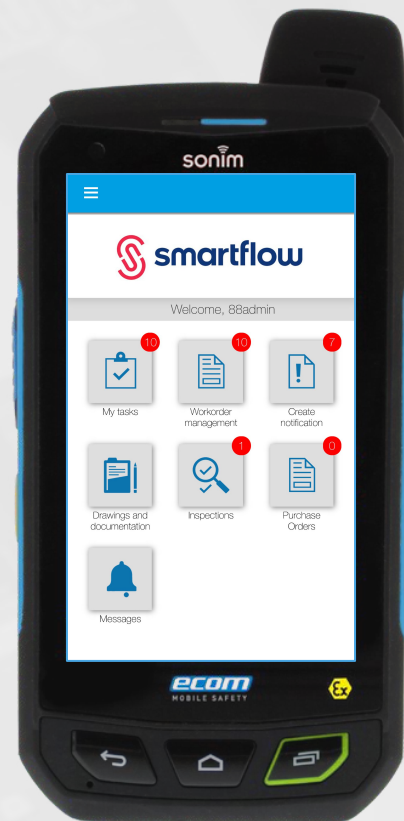 sonim
smartflow
Welcome, 88admin
10
10
7
My tasks
Workorder
management
Create
notification
1
0
Drawings and
documentation
Inspections
Purchase
Orders
Messages
ecom
MOBILE SAFETY
Ex